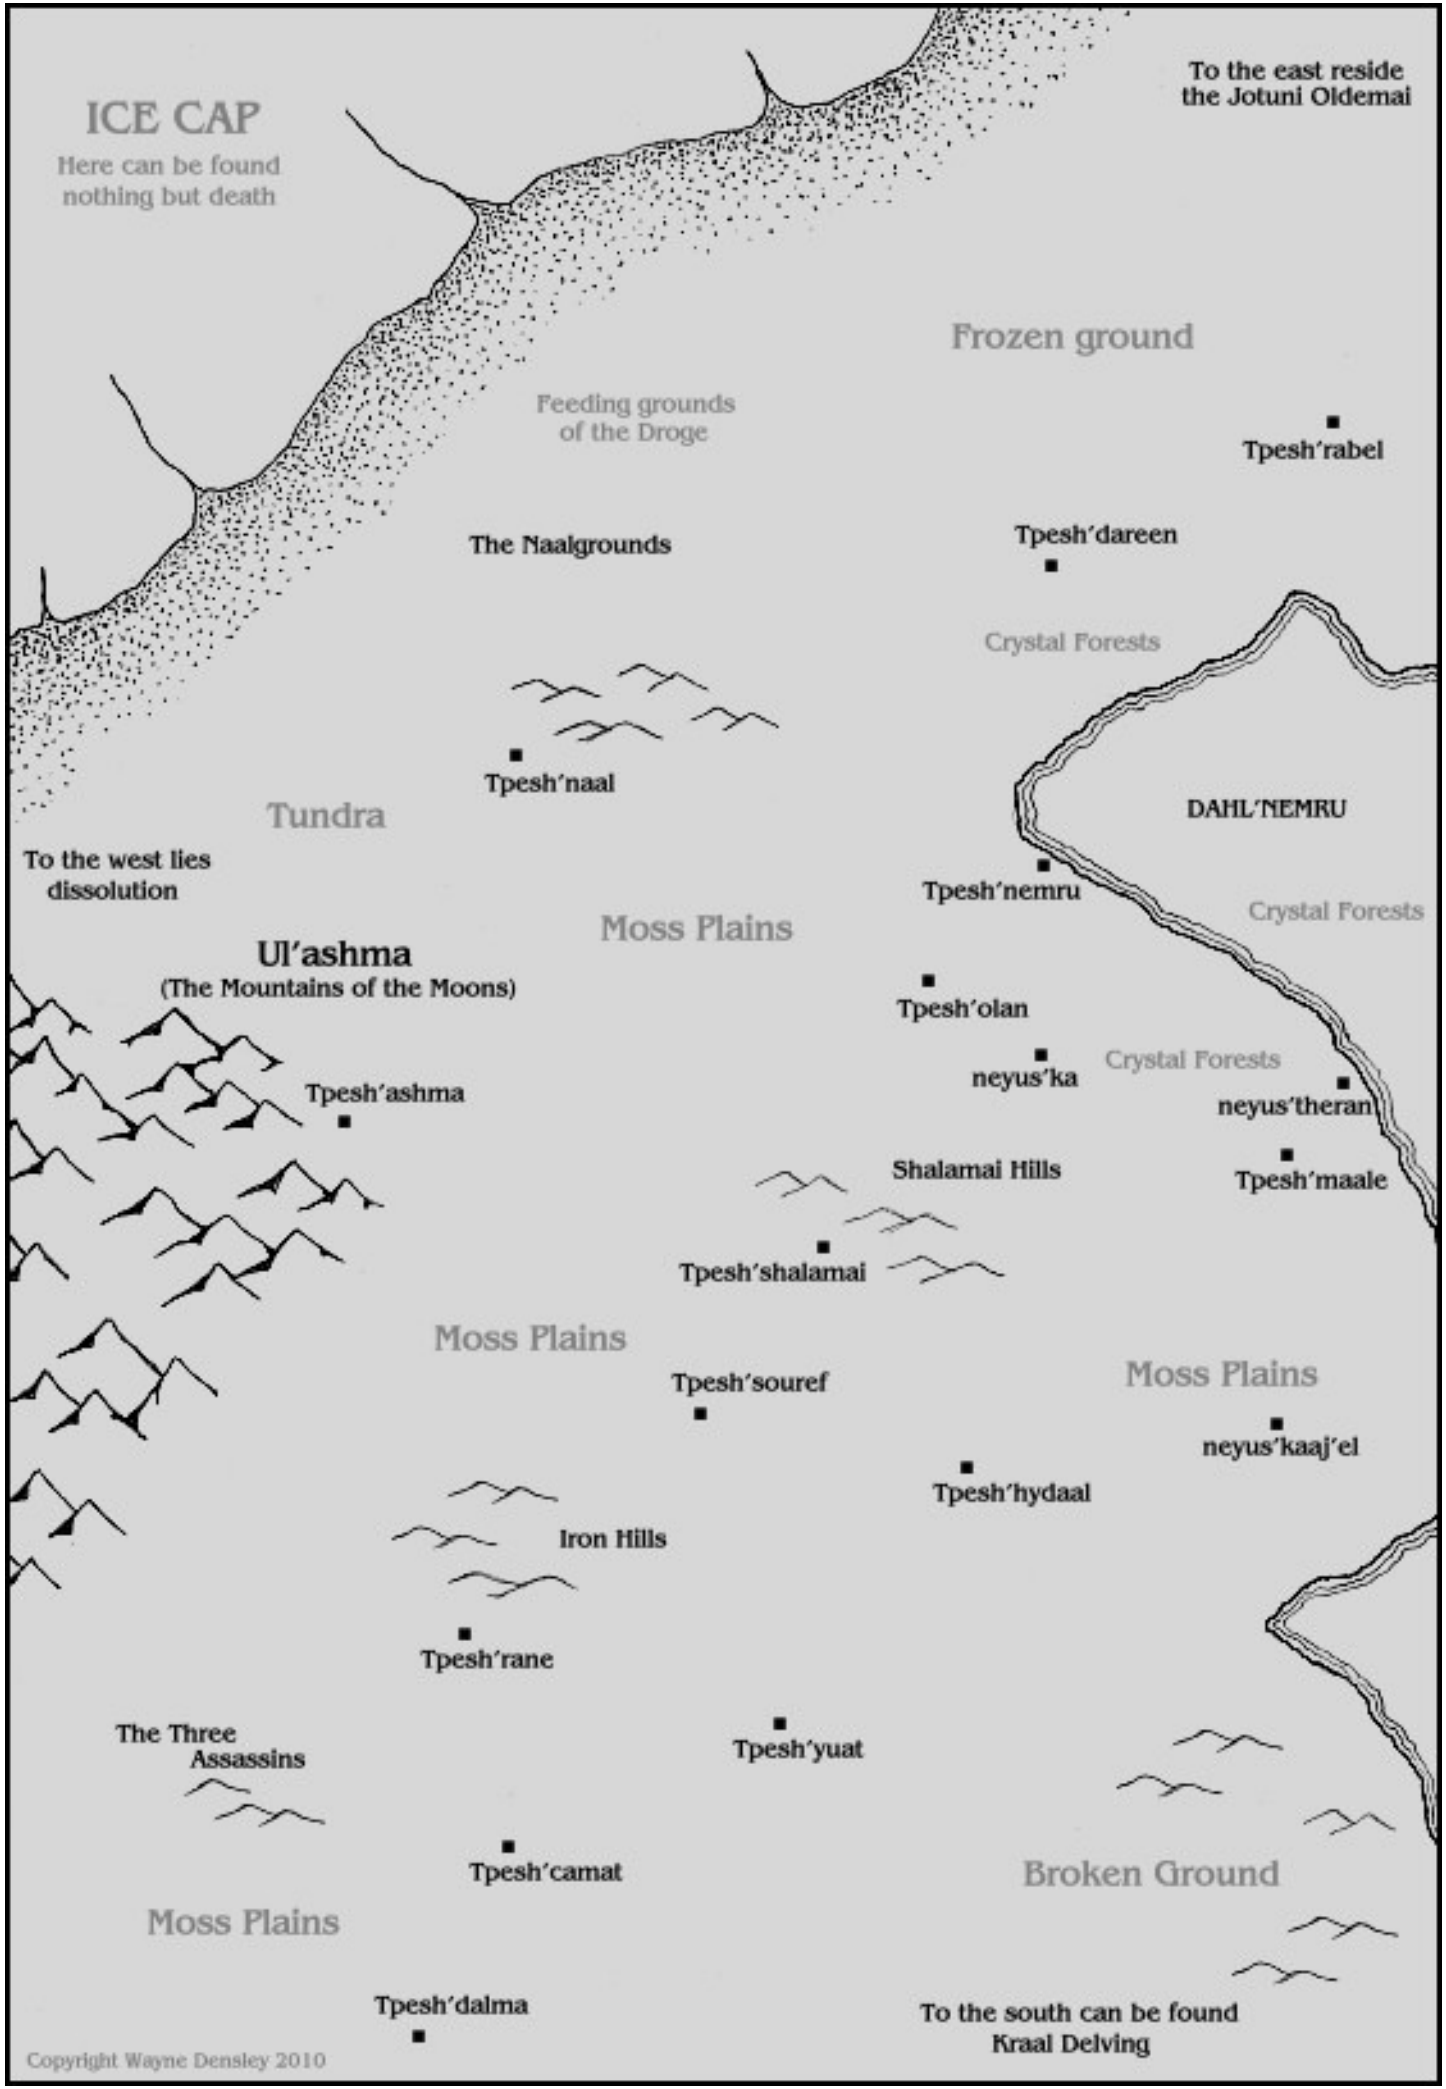 To the east reside
the Jotuni Oldemai
ICE CAP
Here can be found
nothing but death
Frozen ground
Feeding grounds
of the Droge
Tpesh'rabel
Tpesh'dareen
The Naalgrounds
Crystal Forests
Tpesh'naal
Tundra
DAHL'NEMRU
To the west lies
dissolution
Tpesh'nemru
Crystal Forests
Moss Plains
Ul'ashma
(The Mountains of the Moons)
Tpesh'olan
Crystal Forests
neyus'ka
Tpesh'ashma
neyus'theran
Shalamai Hills
Tpesh'maale
Tpesh'shalamai
Moss Plains
Moss Plains
Tpesh'souref
neyus'kaaj'el
Tpesh'hydaal
Iron Hills
Tpesh'rane
The Three
Assassins
Tpesh'yuat
Tpesh'camat
Broken Ground
Moss Plains
Tpesh'dalma
To the south can be found
Kraal Delving
Copyright Wayne Densley 2010